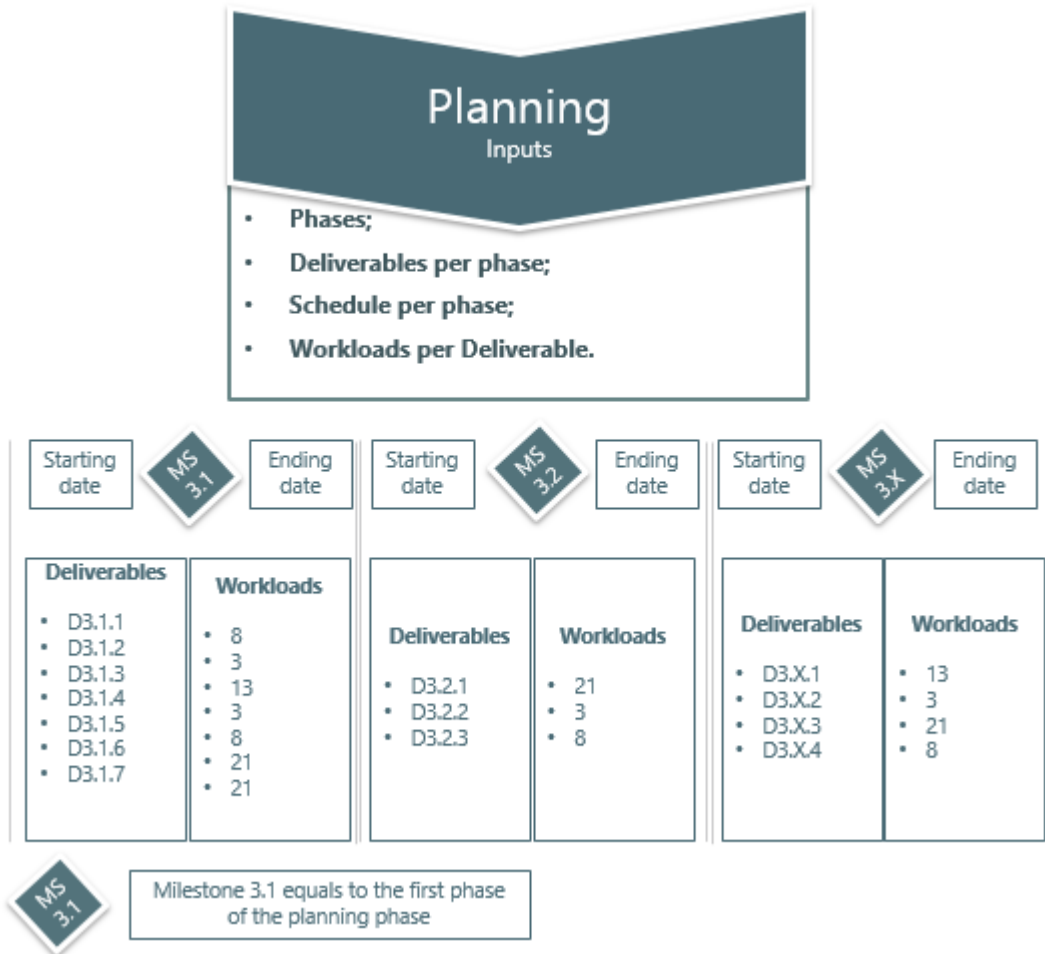 Planning
Inputs
• Phases;
• Deliverables per phase;
• Schedule per phase;
• Workloads per Deliverable.
Starting
date
MS
3.1
Ending
date
Starting
date
MS
3.2
Ending
date
Starting
date
MS
3.X
Ending
date
Deliverables
• D3.1.1
• D3.1.2
• D3.1.3
• D3.1.4
• D3.1.5
• D3.1.6
• D3.1.7
Workloads
• 8
• 3
• 13
• 3
• 8
• 21
• 21
Deliverables
• D3.2.1
• D3.2.2
• D3.2.3
Workloads
• 21
• 3
• 8
Deliverables
• D3.X.1
• D3.X.2
• D3.X.3
• D3.X.4
Workloads
• 13
• 3
• 21
• 8
MS
3.1
Milestone 3.1 equals to the first phase
of the planning phase